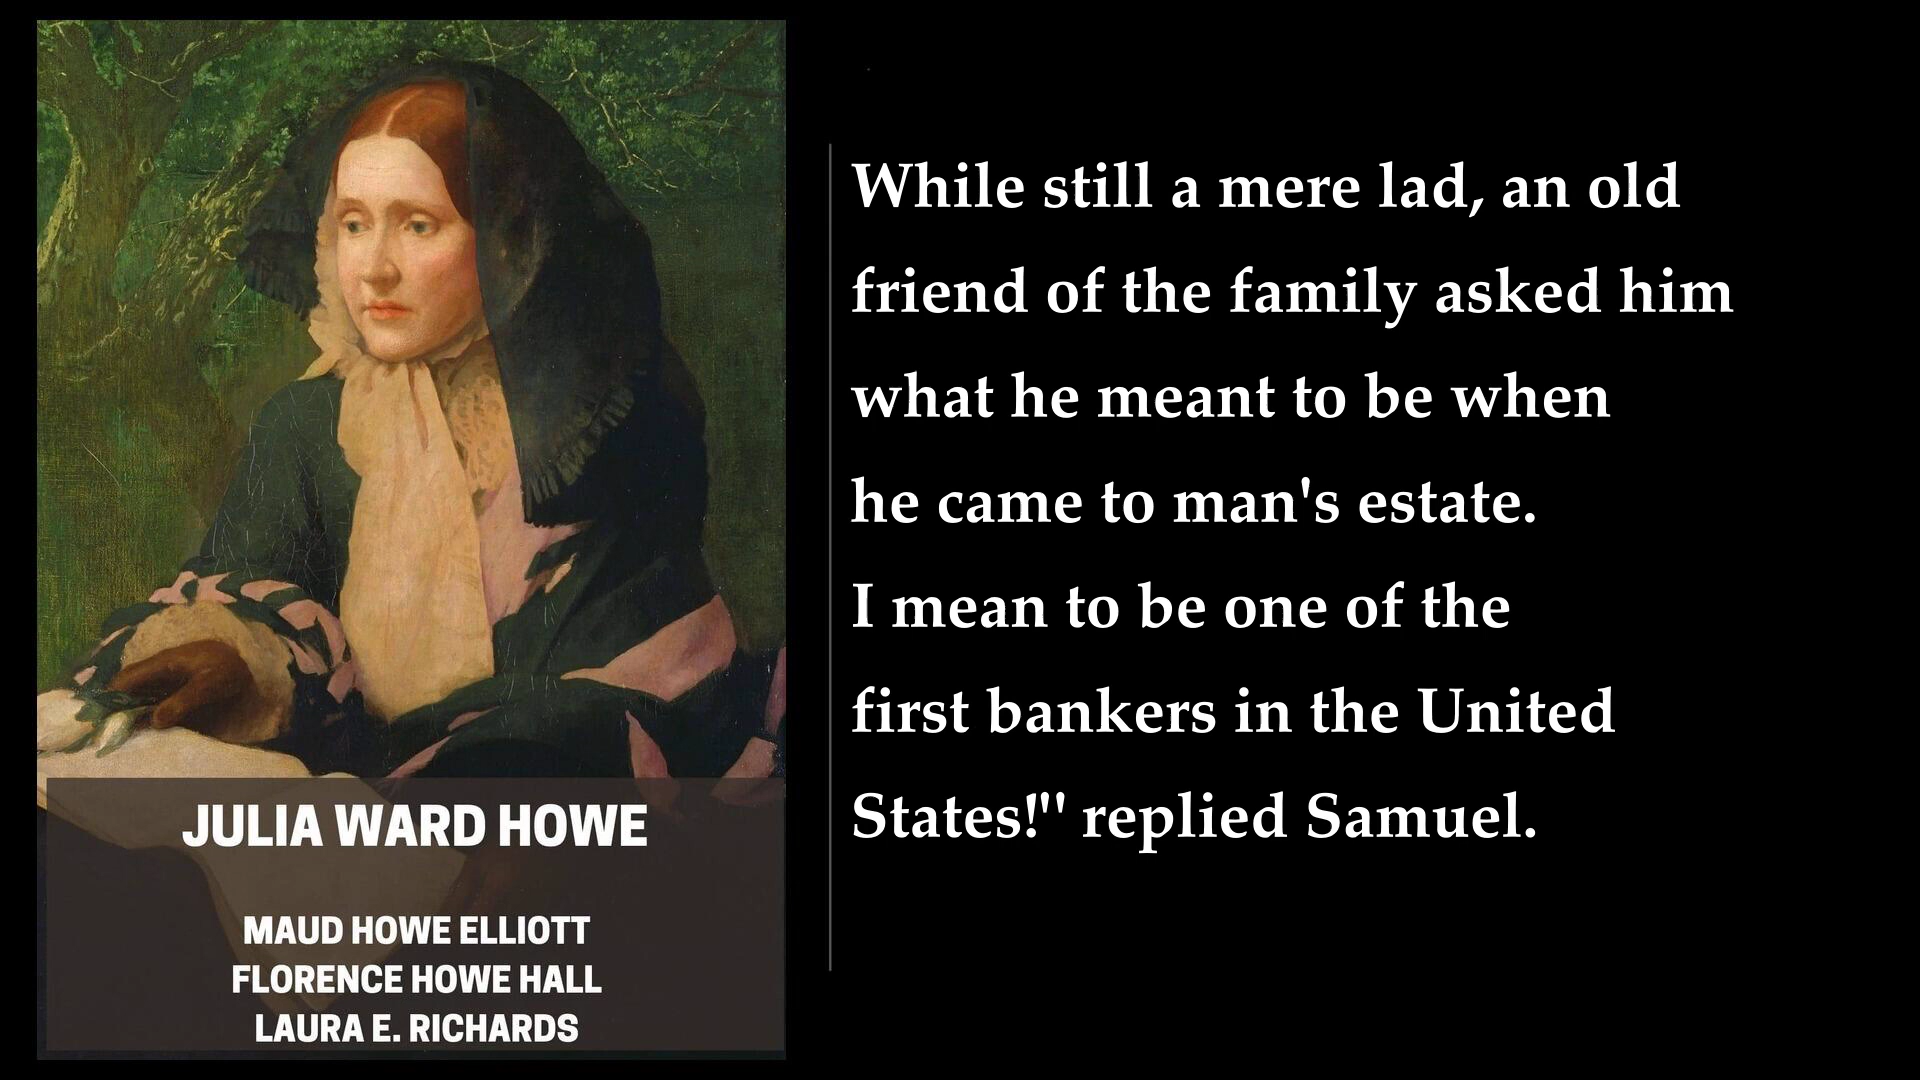 JULIA WARD HOWE
MAUD HOWE ELLIOTT
FLORENCE HOWE HALL
LAURA E. RICHARDS
While still a mere lad, an old
friend of the family asked him
what he meant to be when
he came to man's estate.
I mean to be one of the
first bankers in the United
States!"' replied Samuel.